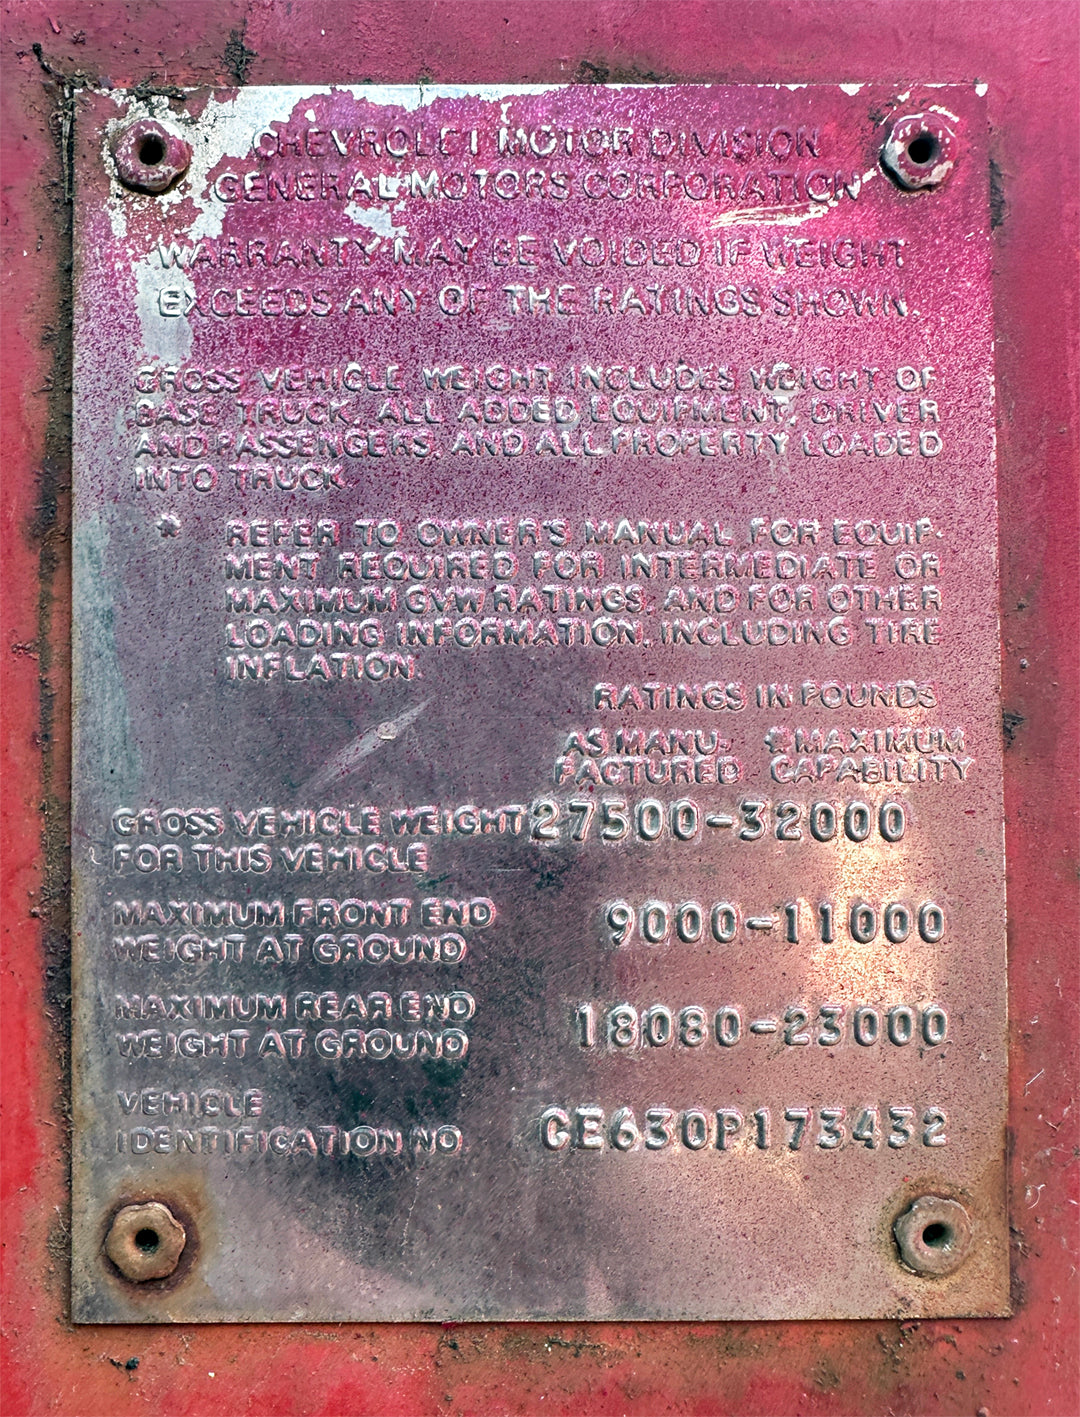 CHEVROLET MOTOR DIVISION
GENERAL MOTORS CORPORATION
WARRANTY MAY BE VOIDED IF WEIGHT
EXCEEDS ANY OF THE RATINGS SHOWN.
GROSS VEHICLE WEIGHT INCLUDES WEIGHT OF
BASE TRUCK, ALL ADDED EQUIPMENT, DRIVER
AND PASSENGERS, AND ALL PROPERTY LOADED
INTO TRUCK
* REFER TO OWNER'S MANUAL FOR EQUIP-
MENT REQUIRED FOR INTERMEDIATE OR
MAXIMUM GVW RATINGS, AND FOR OTHER
LOADING INFORMATION, INCLUDING TIRE
INFLATION.
RATINGS IN POUNDS
AS MANU- *MAXIMUM
FACTURED CAPABILITY
GROSS VEHICLE WEIGHT 27500-32000
FOR THIS VEHICLE
MAXIMUM FRONT END 9000-11000
WEIGHT AT GROUND
MAXIMUM REAR END 18080-23000
WEIGHT AT GROUND
VEHICLE
IDENTIFICATION NO. CE630P173432